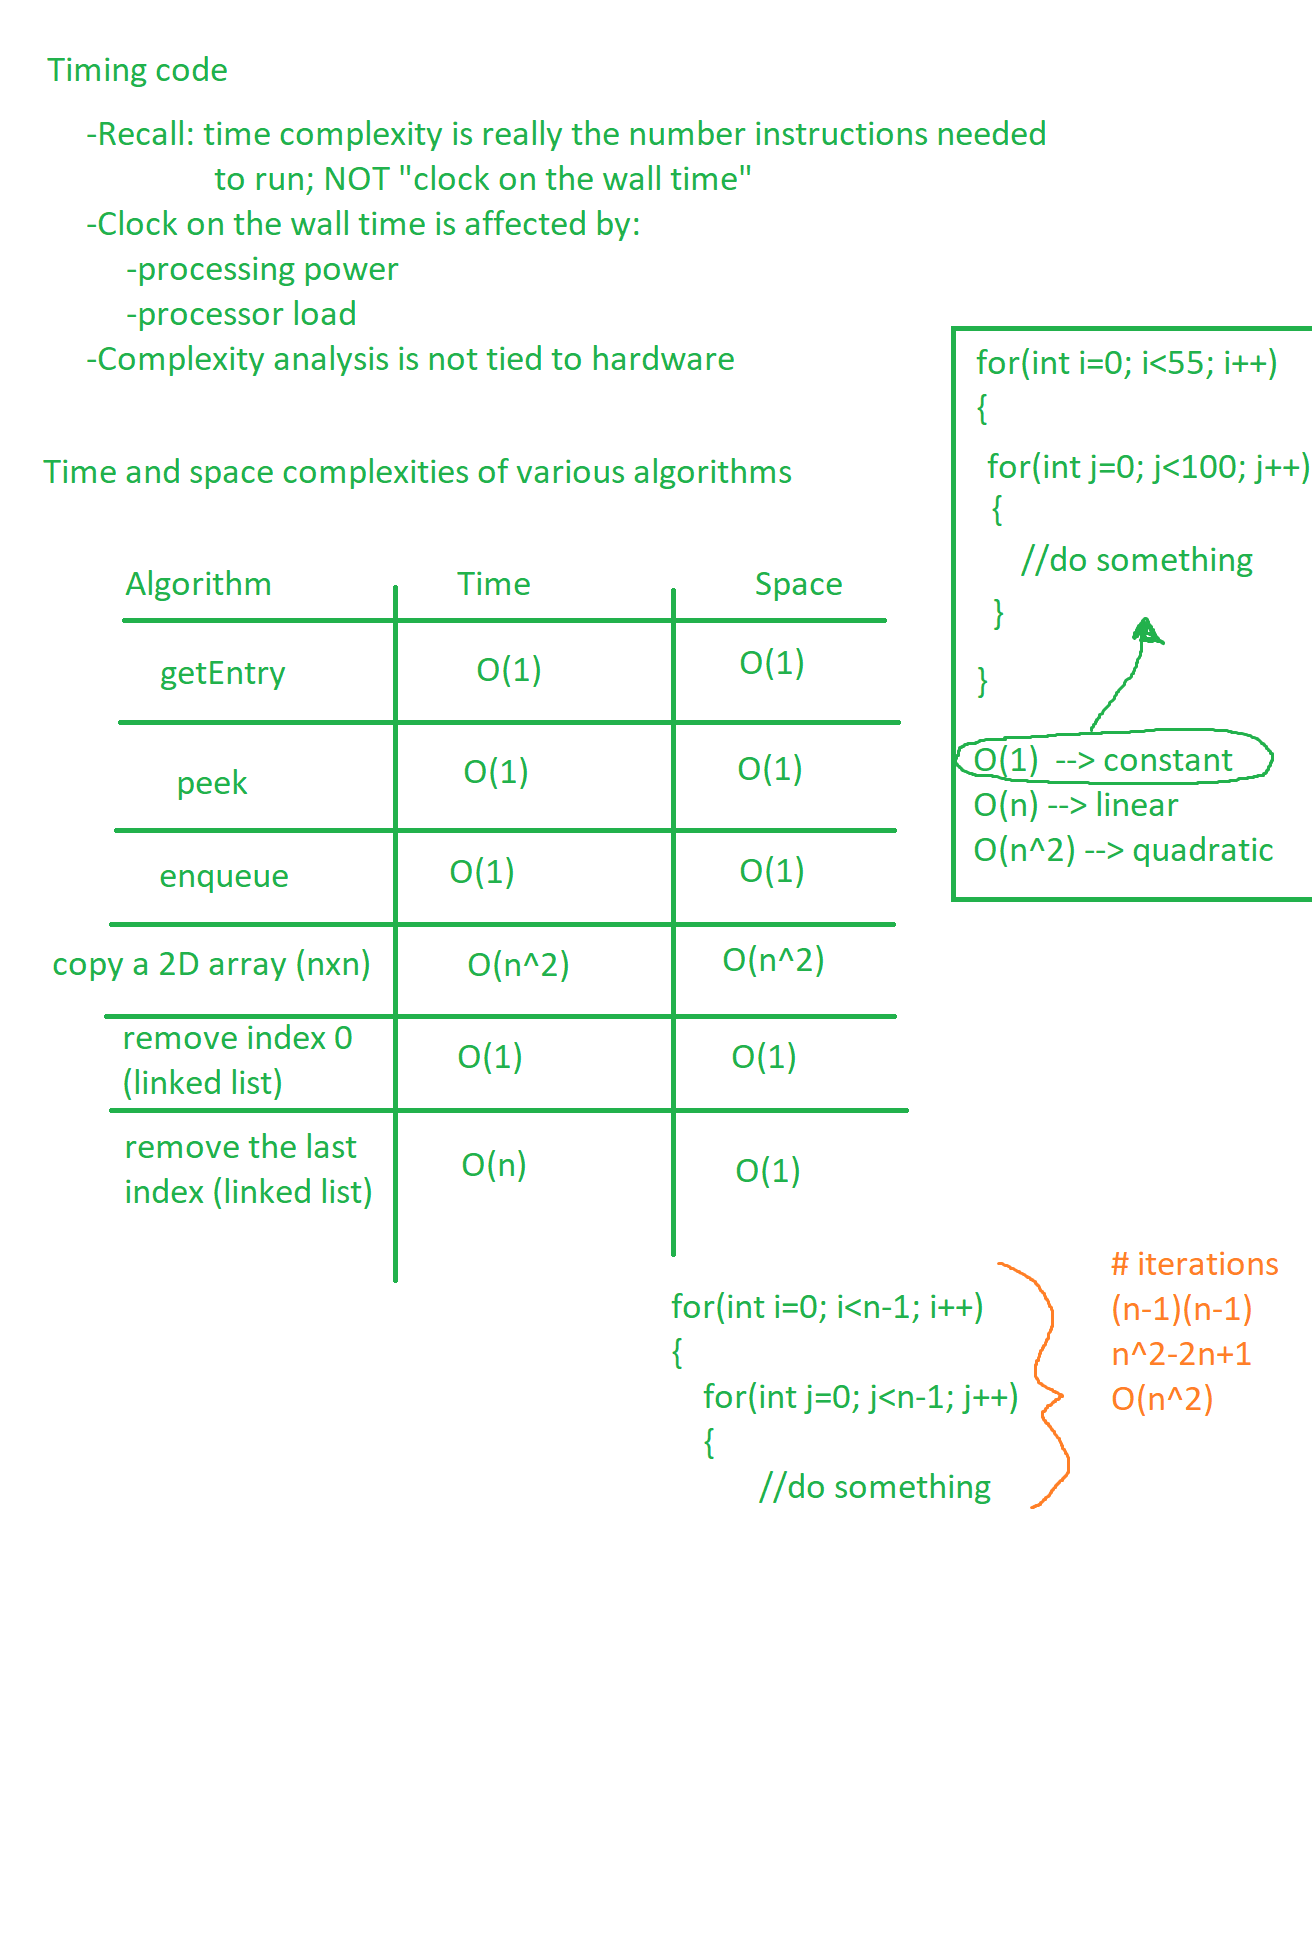 Timing code
-Recall: time complexity is really the number instructions needed
to run; NOT "clock on the wall time"
-Clock on the wall time is affected by:
-processing power
-processor load
-Complexity analysis is not tied to hardware
for(int i=0; i<55; i++)
{
for(int j=0; j<100; j++)
{
//do something
}
}
O(1) --> constant
O(n) --> linear
O(n^2) --> quadratic
Time and space complexities of various algorithms
Algorithm Time Space
getEntry O(1) O(1)
peek O(1) O(1)
enqueue O(1) O(1)
copy a 2D array (nxn) O(n^2) O(n^2)
remove index 0
(linked list) O(1) O(1)
remove the last
index (linked list) O(n) O(1)
for(int i=0; i<n-1; i++)
{
for(int j=0; j<n-1; j++)
{
//do something
# iterations
(n-1)(n-1)
n^2-2n+1
O(n^2)